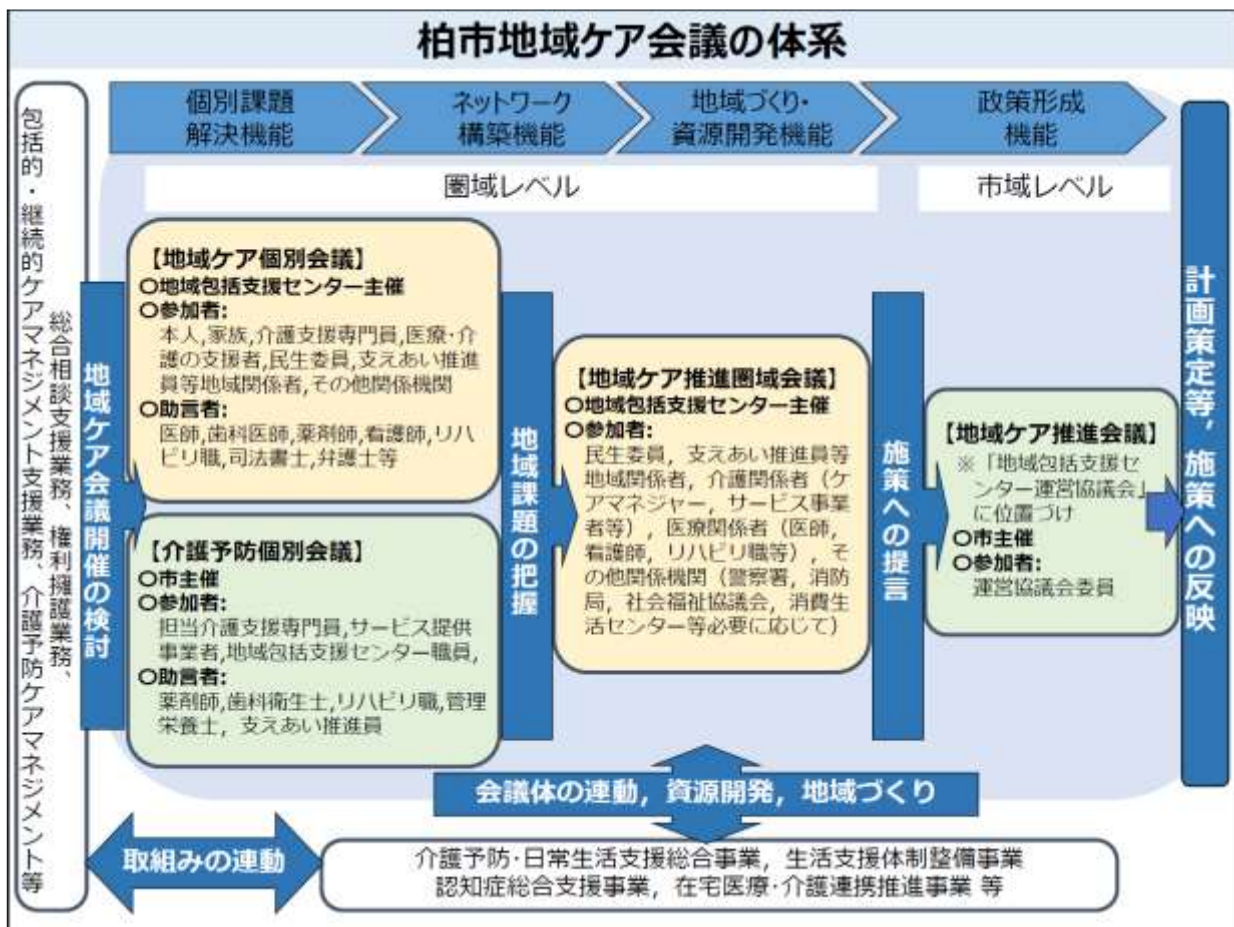 柏市地域ケア会議の体系
個別課題
解決機能
ネットワーク
構築機能
地域づくり・
資源開発機能
政策形成
機能
圏域レベル
市域レベル
総合相談支援業務、権利擁護業務、
包括的・継続的ケアマネジメント支援業務、介護予防ケアマネジメント等
地域ケア会議開催の検討
【地域ケア個別会議】
〇地域包括支援センター主催
〇参加者:
本人,家族,介護支援専門員,医療・介
護の支援者,民生委員,支えあい推進
員等地域関係者,その他関係機関
〇助言者:
医師,歯科医師,薬剤師,看護師,リハ
ビリ職,司法書士,弁護士等
【介護予防個別会議】
〇市主催
〇参加者:
担当介護支援専門員,サービス提供
事業者,地域包括支援センター職員,
〇助言者:
薬剤師,歯科衛生士,リハビリ職,管理
栄養士，支えあい推進員
地域課題の把握
【地域ケア推進圏域会議】
〇地域包括支援センター主催
〇参加者:
民生委員，支えあい推進員等
地域関係者，介護関係者（ケ
アマネジャー，サービス事業
者等），医療関係者（医師，
看護師，リハビリ職等），そ
の他関係機関（警察署，消防
局，社会福祉協議会，消費生
活センター等必要に応じて）
施策への提言
【地域ケア推進会議】
※「地域包括支援セ
ンター運営協議会」
に位置づけ
〇市主催
〇参加者:
運営協議会委員
計画策定等，施策への反映
会議体の連動，資源開発，地域づくり
取組みの連動
介護予防・日常生活支援総合事業，生活支援体制整備事業
認知症総合支援事業，在宅医療・介護連携推進事業 等